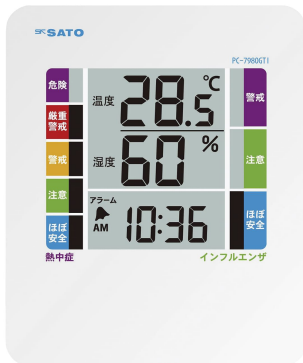 SK SATO
PC-7980GTI
危険
厳重
警戒
警戒
注意
ほぼ
安全
熱中症
温度
28.5
℃
湿度
60
%
アラーム
AM
10:36
警戒
注意
ほぼ
安全
インフルエンザ